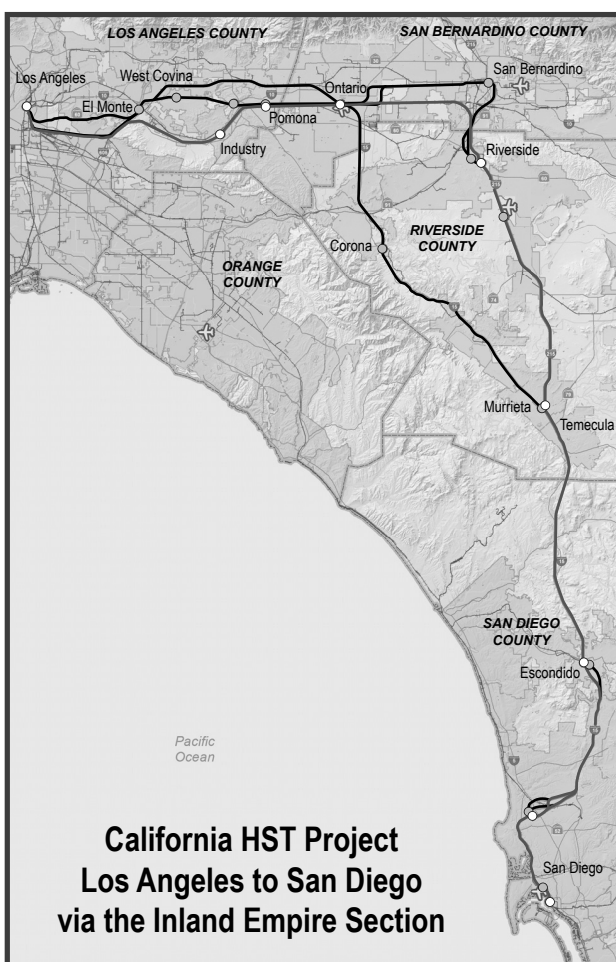 LOS ANGELES COUNTY
SAN BERNARDINO COUNTY
Los Angeles
West Covina
Ontario
San Bernardino
El Monte
Pomona
Industry
Riverside
Corona
RIVERSIDE
COUNTY
ORANGE
COUNTY
Murrieta
Temecula
SAN DIEGO
COUNTY
Escondido
Pacific
Ocean
San Diego
California HST Project
Los Angeles to San Diego
via the Inland Empire Section